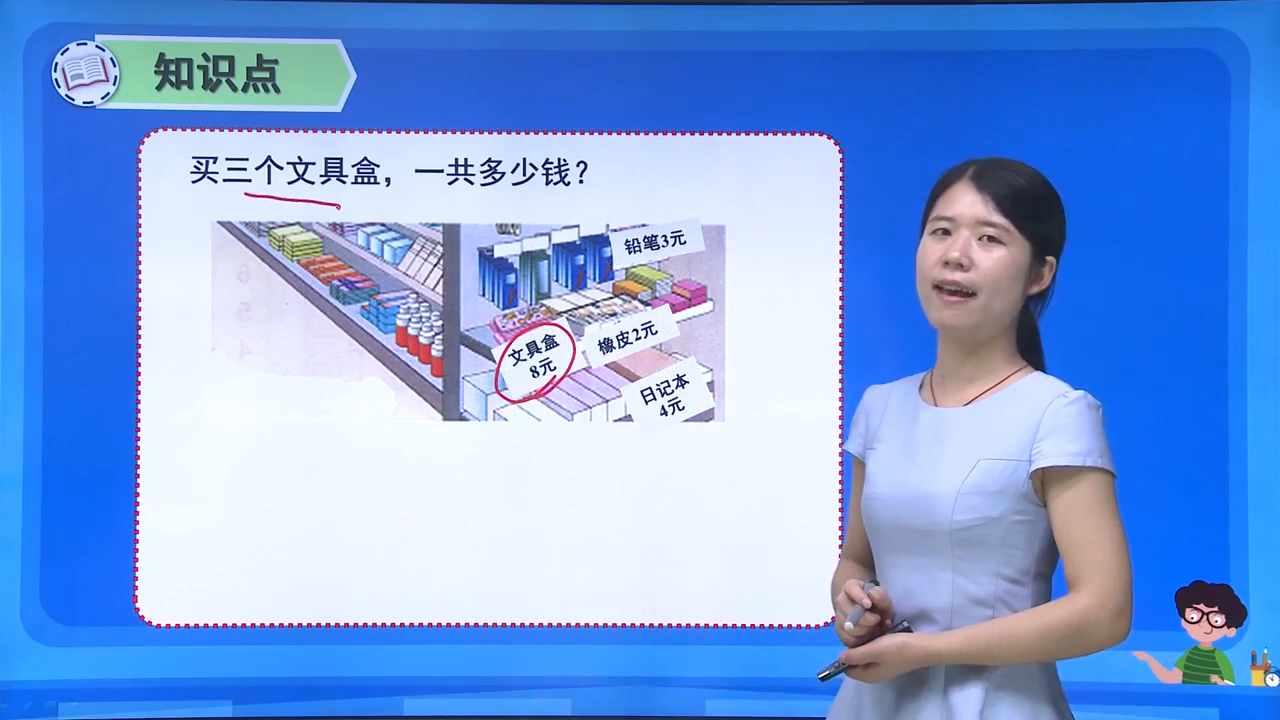 知识点
买三个文具盒，一共多少钱？
铅笔3元
橡皮2元
文具盒
8元
日记本
4元